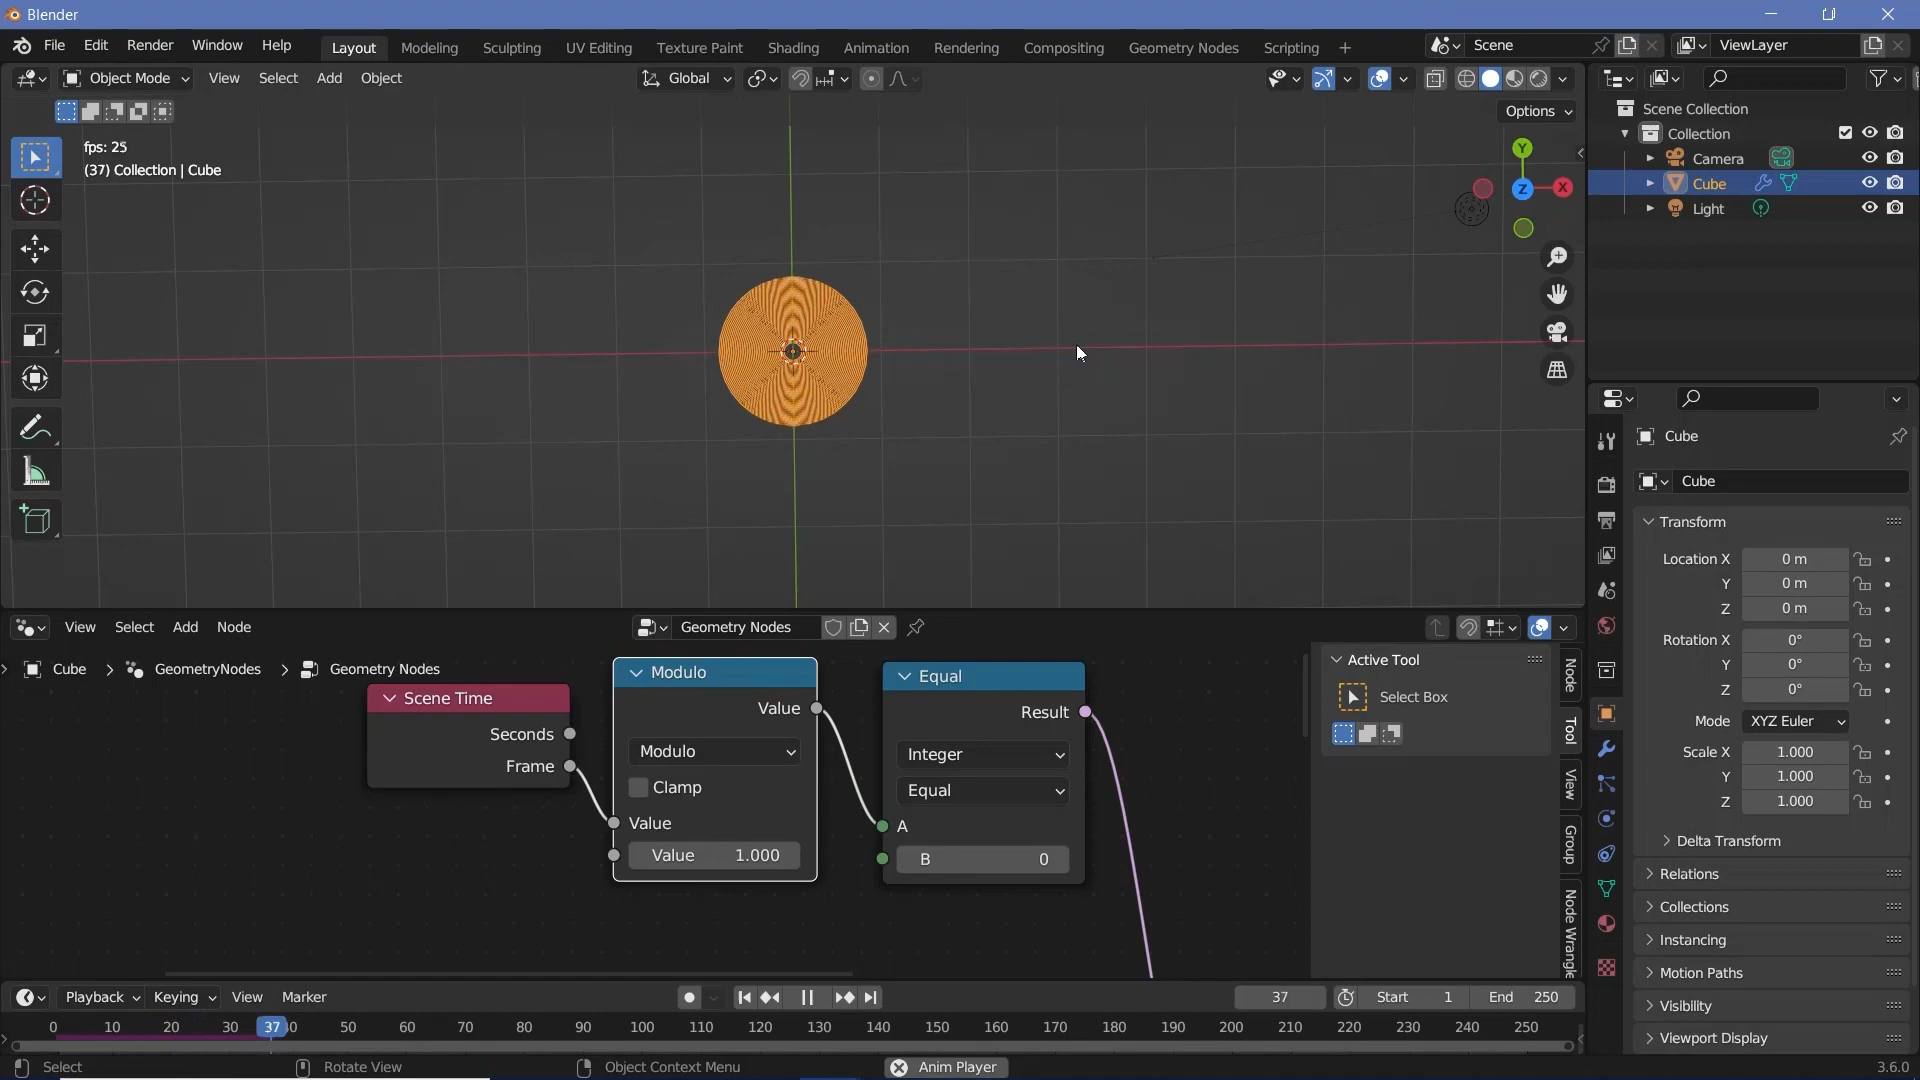 Blender
File Edit Render Window Help Layout Modeling Sculpting UV Editing Texture Paint Shading Animation Rendering Compositing Geometry Nodes Scripting + Scene ViewLayer
Object Mode View Select Add Object Global
Options
fps: 25
(37) Collection | Cube
Y
Z
X
Scene Collection
Collection
Camera
Cube
Light
Cube
Cube
Transform
Location X 0 m
Y 0 m
Z 0 m
Rotation X 0°
Y 0°
Z 0°
Mode XYZ Euler
Scale X 1.000
Y 1.000
Z 1.000
Delta Transform
Relations
Collections
Instancing
Motion Paths
Visibility
Viewport Display
View Select Add Node Geometry Nodes
Cube > GeometryNodes > Geometry Nodes
Scene Time
Seconds
Frame
Modulo
Value
Modulo
Clamp
Value
Value 1.000
Equal
Result
Integer
Equal
A
B 0
Active Tool
Select Box
Node
Tool
View
Group
Node Wrangle
Playback Keying View Marker 37 Start 1 End 250
0 10 20 30 37 40 50 60 70 80 90 100 110 120 130 140 150 160 170 180 190 200 210 220 230 240 250
Select Rotate View Object Context Menu Anim Player 3.6.0